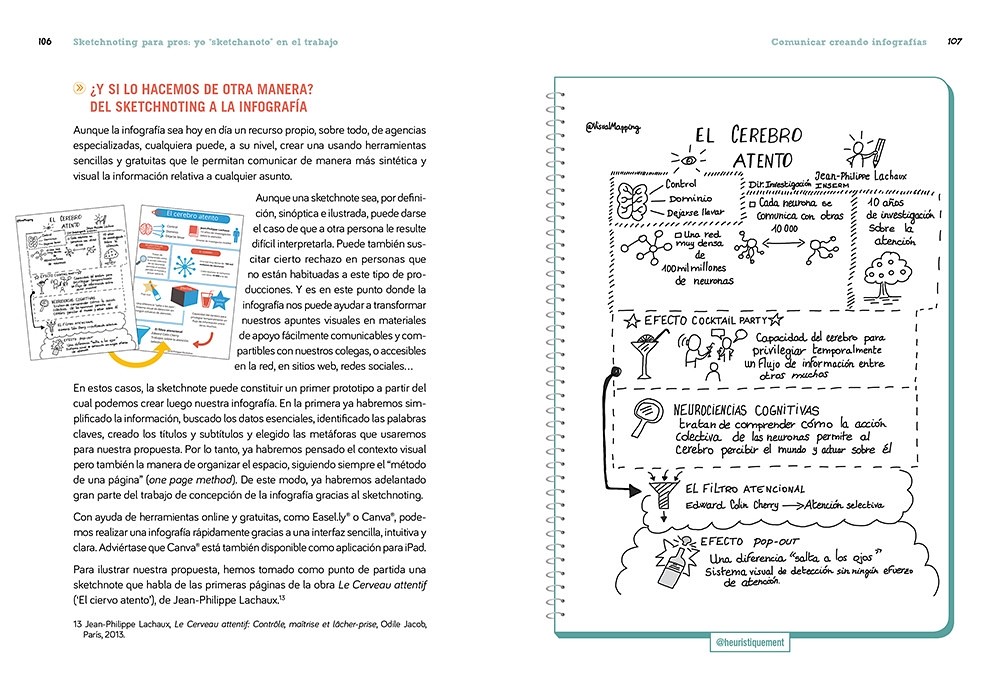 106 Sketchnoting para pros: yo "sketchanoto" en el trabajo
¿Y SI LO HACEMOS DE OTRA MANERA?
DEL SKETCHNOTING A LA INFOGRAFÍA
Aunque la infografía sea hoy en día un recurso propio, sobre todo, de agencias
especializadas, cualquiera puede, a su nivel, crear una usando herramientas
sencillas y gratuitas que le permitan comunicar de manera más sintética y
visual la información relativa a cualquier asunto.
Aunque una sketchnote sea, por defini-
ción, sinóptica e ilustrada, puede darse
el caso de que a otra persona le resulte
difícil interpretarla. Puede también sus-
citar cierto rechazo en personas que
no están habituadas a este tipo de pro-
ducciones. Y es en este punto donde la
infografía nos puede ayudar a transformar
nuestros apuntes visuales en materiales
de apoyo fácilmente comunicables y com-
partibles con nuestros colegas, o accesibles
en la red, en sitios web, redes sociales...
EL CEREBRO
ATENTO
El cerebro atento
En estos casos, la sketchnote puede constituir un primer prototipo a partir del
cual podemos crear luego nuestra infografía. En la primera ya habremos sim-
plificado la información, buscado los datos esenciales, identificado las palabras
claves, creado los títulos y subtítulos y elegido las metáforas que usaremos
para nuestra propuesta. Por lo tanto, ya habremos pensado el contexto visual
pero también la manera de organizar el espacio, siguiendo siempre el "método
de una página" (one page method). De este modo, ya habremos adelantado
gran parte del trabajo de concepción de la infografía gracias al sketchnoting.
Con ayuda de herramientas online y gratuitas, como Easel.ly® o Canva®, pode-
mos realizar una infografía rápidamente gracias a una interfaz sencilla, intuitiva y
clara. Adviértase que Canva® está también disponible como aplicación para iPad.
Para ilustrar nuestra propuesta, hemos tomado como punto de partida una
sketchnote que habla de las primeras páginas de la obra Le Cerveau attentif
('El ciervo atento'), de Jean-Philippe Lachaux.13
13 Jean-Philippe Lachaux, Le Cerveau attentif: Contrôle, maîtrise et lâcher-prise, Odile Jacob,
París, 2013.
Comunicar creando infografías 107
@VisualMapping
EL CEREBRO
ATENTO
Jean-Philippe Lachaux
Dir. Investigación INSERM
Control
Dominio
Dejarse llevar
Cada neurona se
comunica con otras
10 000
Una red
muy densa
de
100 mil millones
de neuronas
10 años
de investigación
sobre la
atención
EFECTO COCKTAIL PARTY
Capacidad del cerebro para
privilegiar temporalmente
un flujo de información entre
otros muchos
NEUROCIENCIAS COGNITIVAS
tratan de comprender cómo la acción
colectiva de las neuronas permite al
cerebro percibir el mundo y actuar sobre él
EL FILTRO ATENCIONAL
Edward Colin Cherry → Atención selectiva
EFECTO POP-OUT
Una diferencia "salta a los ojos"
Sistema visual de detección sin ningún esfuerzo
de atención.
@heuristiquement